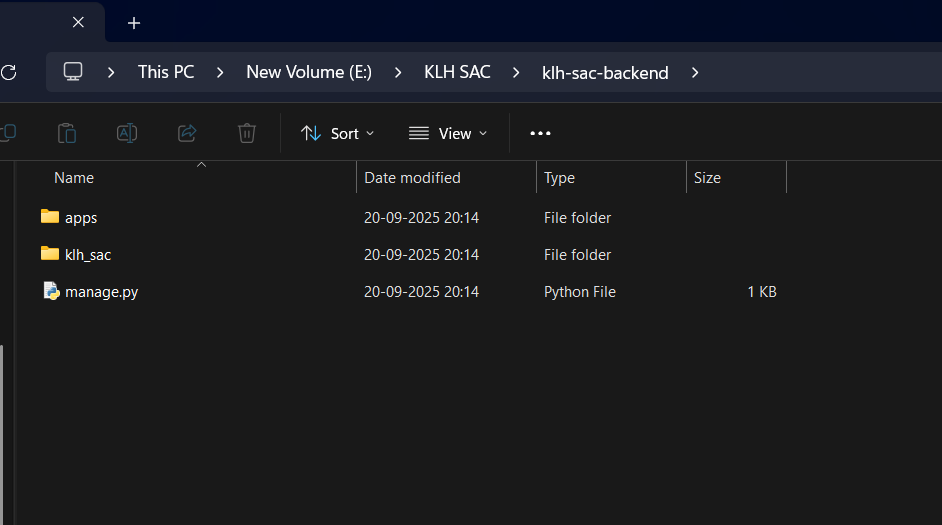 This PC > New Volume (E:) > KLH SAC > klh-sac-backend >
Sort View
Name Date modified Type Size
apps 20-09-2025 20:14 File folder
klh_sac 20-09-2025 20:14 File folder
manage.py 20-09-2025 20:14 Python File 1 KB